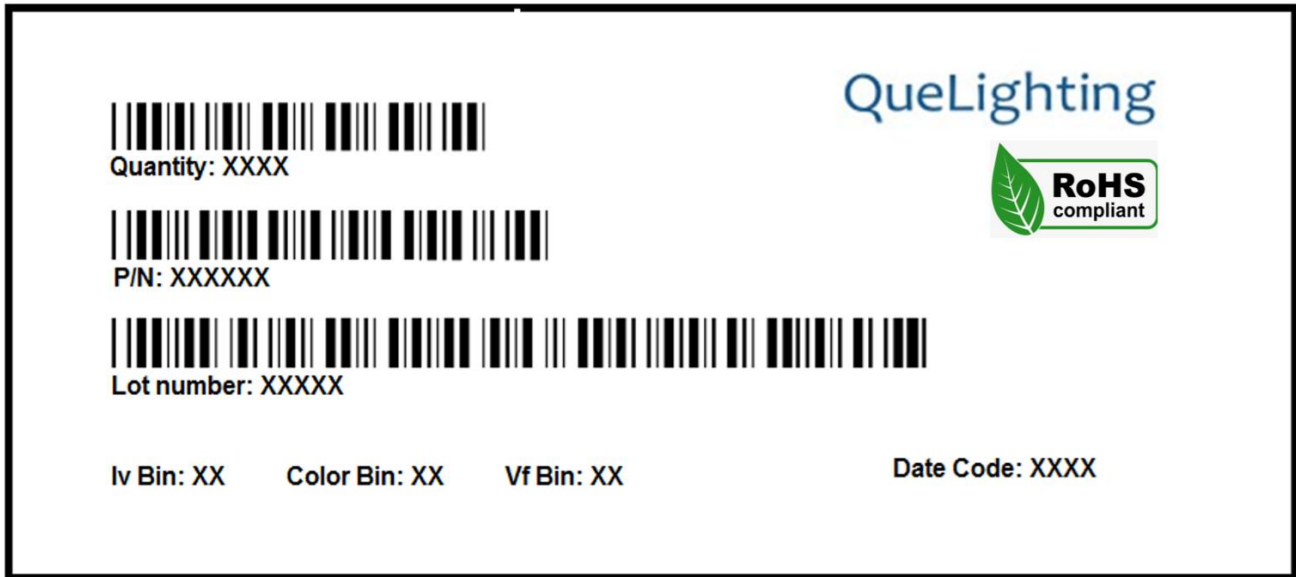 QueLighting
Quantity: XXXX
RoHS
compliant
P/N: XXXXXX
Lot number: XXXXX
Iv Bin: XX Color Bin: XX Vf Bin: XX Date Code: XXXX